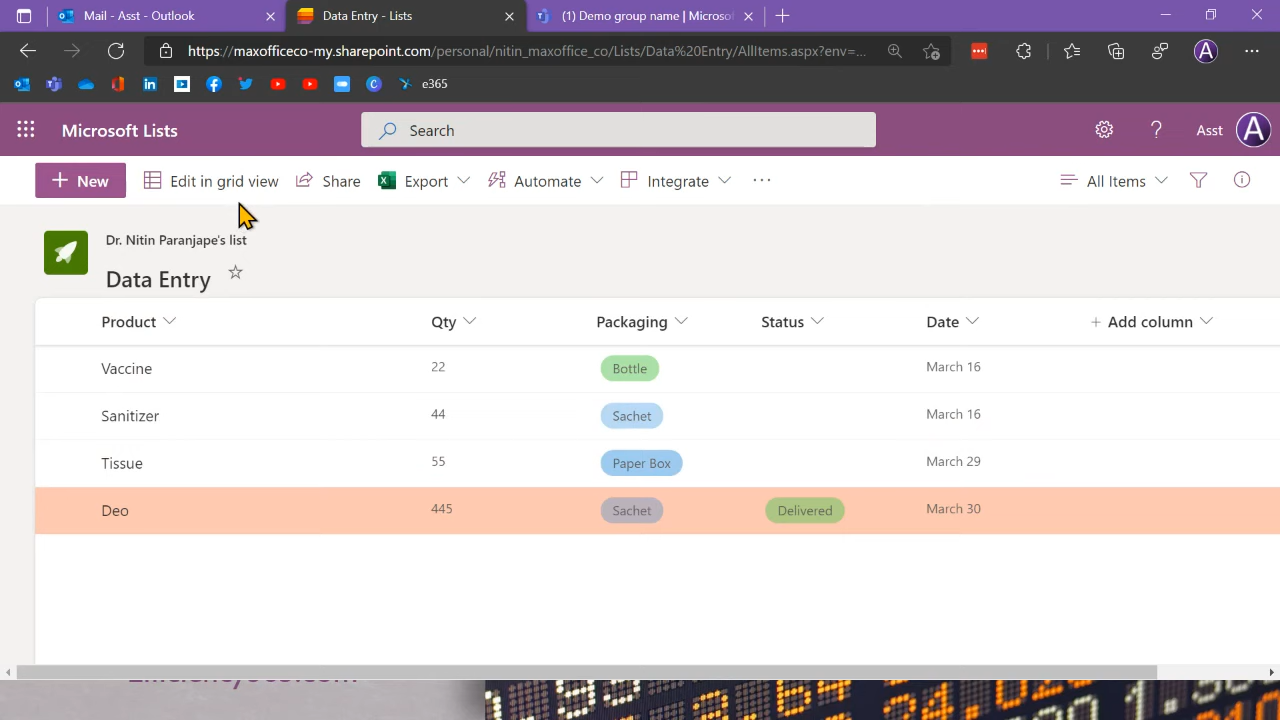 Mail - Asst - Outlook
Data Entry - Lists
(1) Demo group name | Microsof
https://maxofficeco-my.sharepoint.com/personal/nitin_maxoffice_co/Lists/Data%20Entry/AllItems.aspx?env=...
A
e365
Microsoft Lists
Search
Asst
A
+ New
Edit in grid view
Share
Export
Automate
Integrate
All Items
Dr. Nitin Paranjape's list
Data Entry
Product
Qty
Packaging
Status
Date
+ Add column
Vaccine
22
Bottle
March 16
Sanitizer
44
Sachet
March 16
Tissue
55
Paper Box
March 29
Deo
445
Sachet
Delivered
March 30